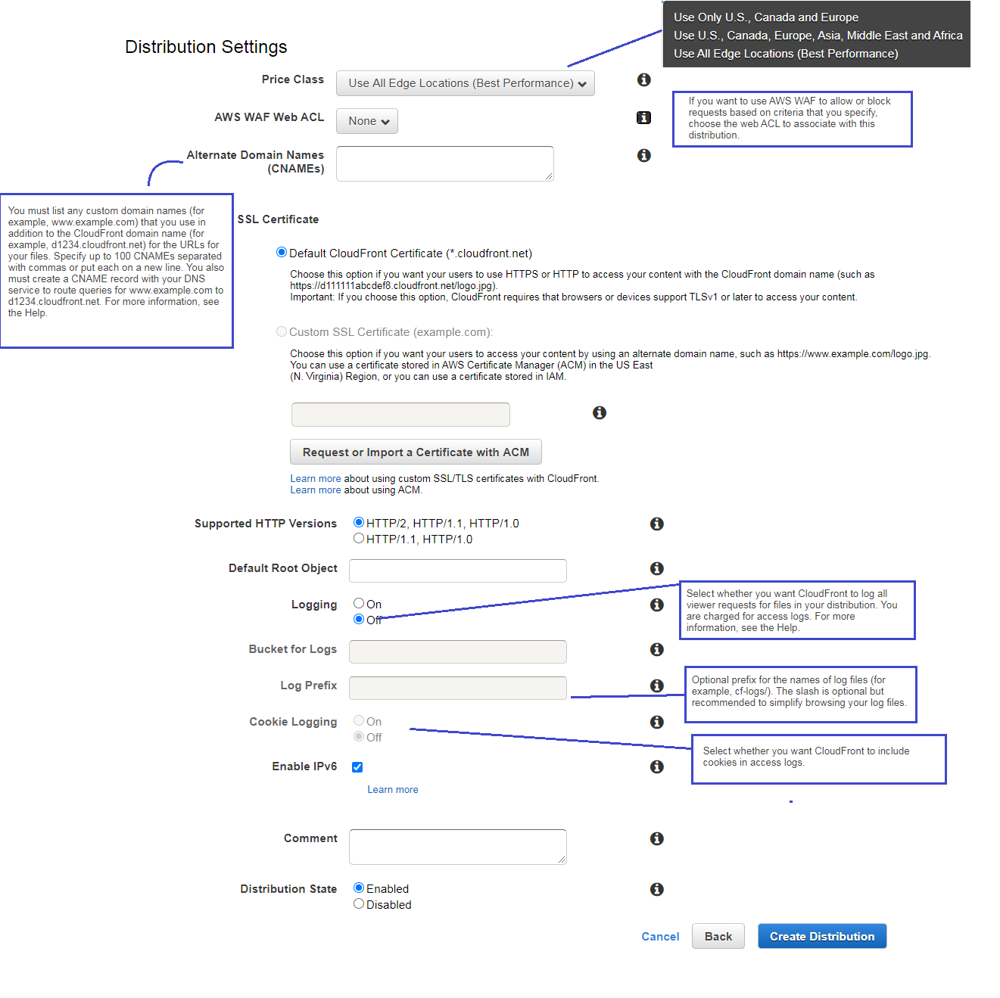 Use Only U.S., Canada and Europe
Use U.S., Canada, Europe, Asia, Middle East and Africa
Use All Edge Locations (Best Performance)
Distribution Settings
Price Class
Use All Edge Locations (Best Performance)
AWS WAF Web ACL
None
If you want to use AWS WAF to allow or block
requests based on criteria that you specify,
choose the web ACL to associate with this
distribution.
Alternate Domain Names
(CNAMEs)
You must list any custom domain names (for
example, www.example.com) that you use in
addition to the CloudFront domain name (for
example, d1234.cloudfront.net) for the URLs for
your files. Specify up to 100 CNAMEs separated
with commas or put each on a new line. You also
must create a CNAME record with your DNS
service to route queries for www.example.com to
d1234.cloudfront.net. For more information, see
the Help.
SSL Certificate
Default CloudFront Certificate (*.cloudfront.net)
Choose this option if you want your users to use HTTPS or HTTP to access your content with the CloudFront domain name (such as
https://d111111abcdef8.cloudfront.net/logo.jpg).
Important: If you choose this option, CloudFront requires that browsers or devices support TLSv1 or later to access your content.
Custom SSL Certificate (example.com):
Choose this option if you want your users to access your content by using an alternate domain name, such as https://www.example.com/logo.jpg.
You can use a certificate stored in AWS Certificate Manager (ACM) in the US East
(N. Virginia) Region, or you can use a certificate stored in IAM.
Request or Import a Certificate with ACM
Learn more about using custom SSL/TLS certificates with CloudFront.
Learn more about using ACM.
Supported HTTP Versions
HTTP/2, HTTP/1.1, HTTP/1.0
HTTP/1.1, HTTP/1.0
Default Root Object
Logging
On
Off
Select whether you want CloudFront to log all
viewer requests for files in your distribution. You
are charged for access logs. For more
information, see the Help.
Bucket for Logs
Log Prefix
Optional prefix for the names of log files (for
example, cf-logs/). The slash is optional but
recommended to simplify browsing your log files.
Cookie Logging
On
Off
Select whether you want CloudFront to include
cookies in access logs.
Enable IPv6
Learn more
Comment
Distribution State
Enabled
Disabled
Cancel
Back
Create Distribution